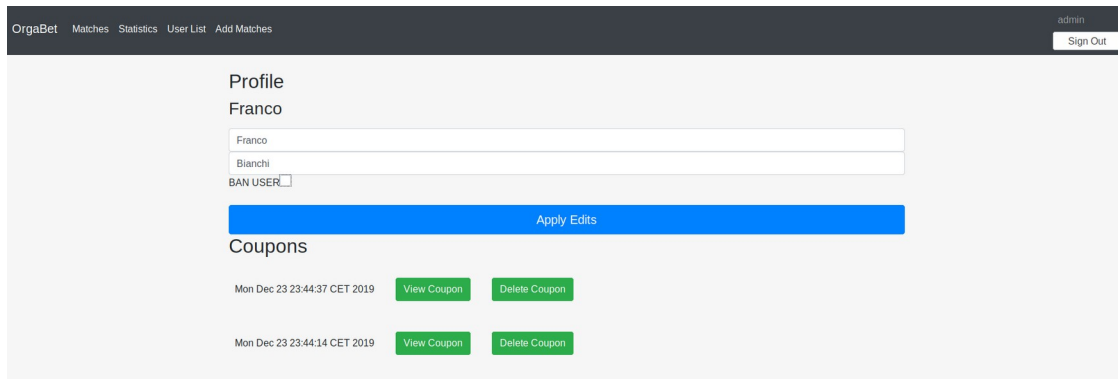 OrgaBet Matches Statistics User List Add Matches
admin
Sign Out
Profile
Franco
Franco
Bianchi
BAN USER
Apply Edits
Coupons
Mon Dec 23 23:44:37 CET 2019 View Coupon Delete Coupon
Mon Dec 23 23:44:14 CET 2019 View Coupon Delete Coupon